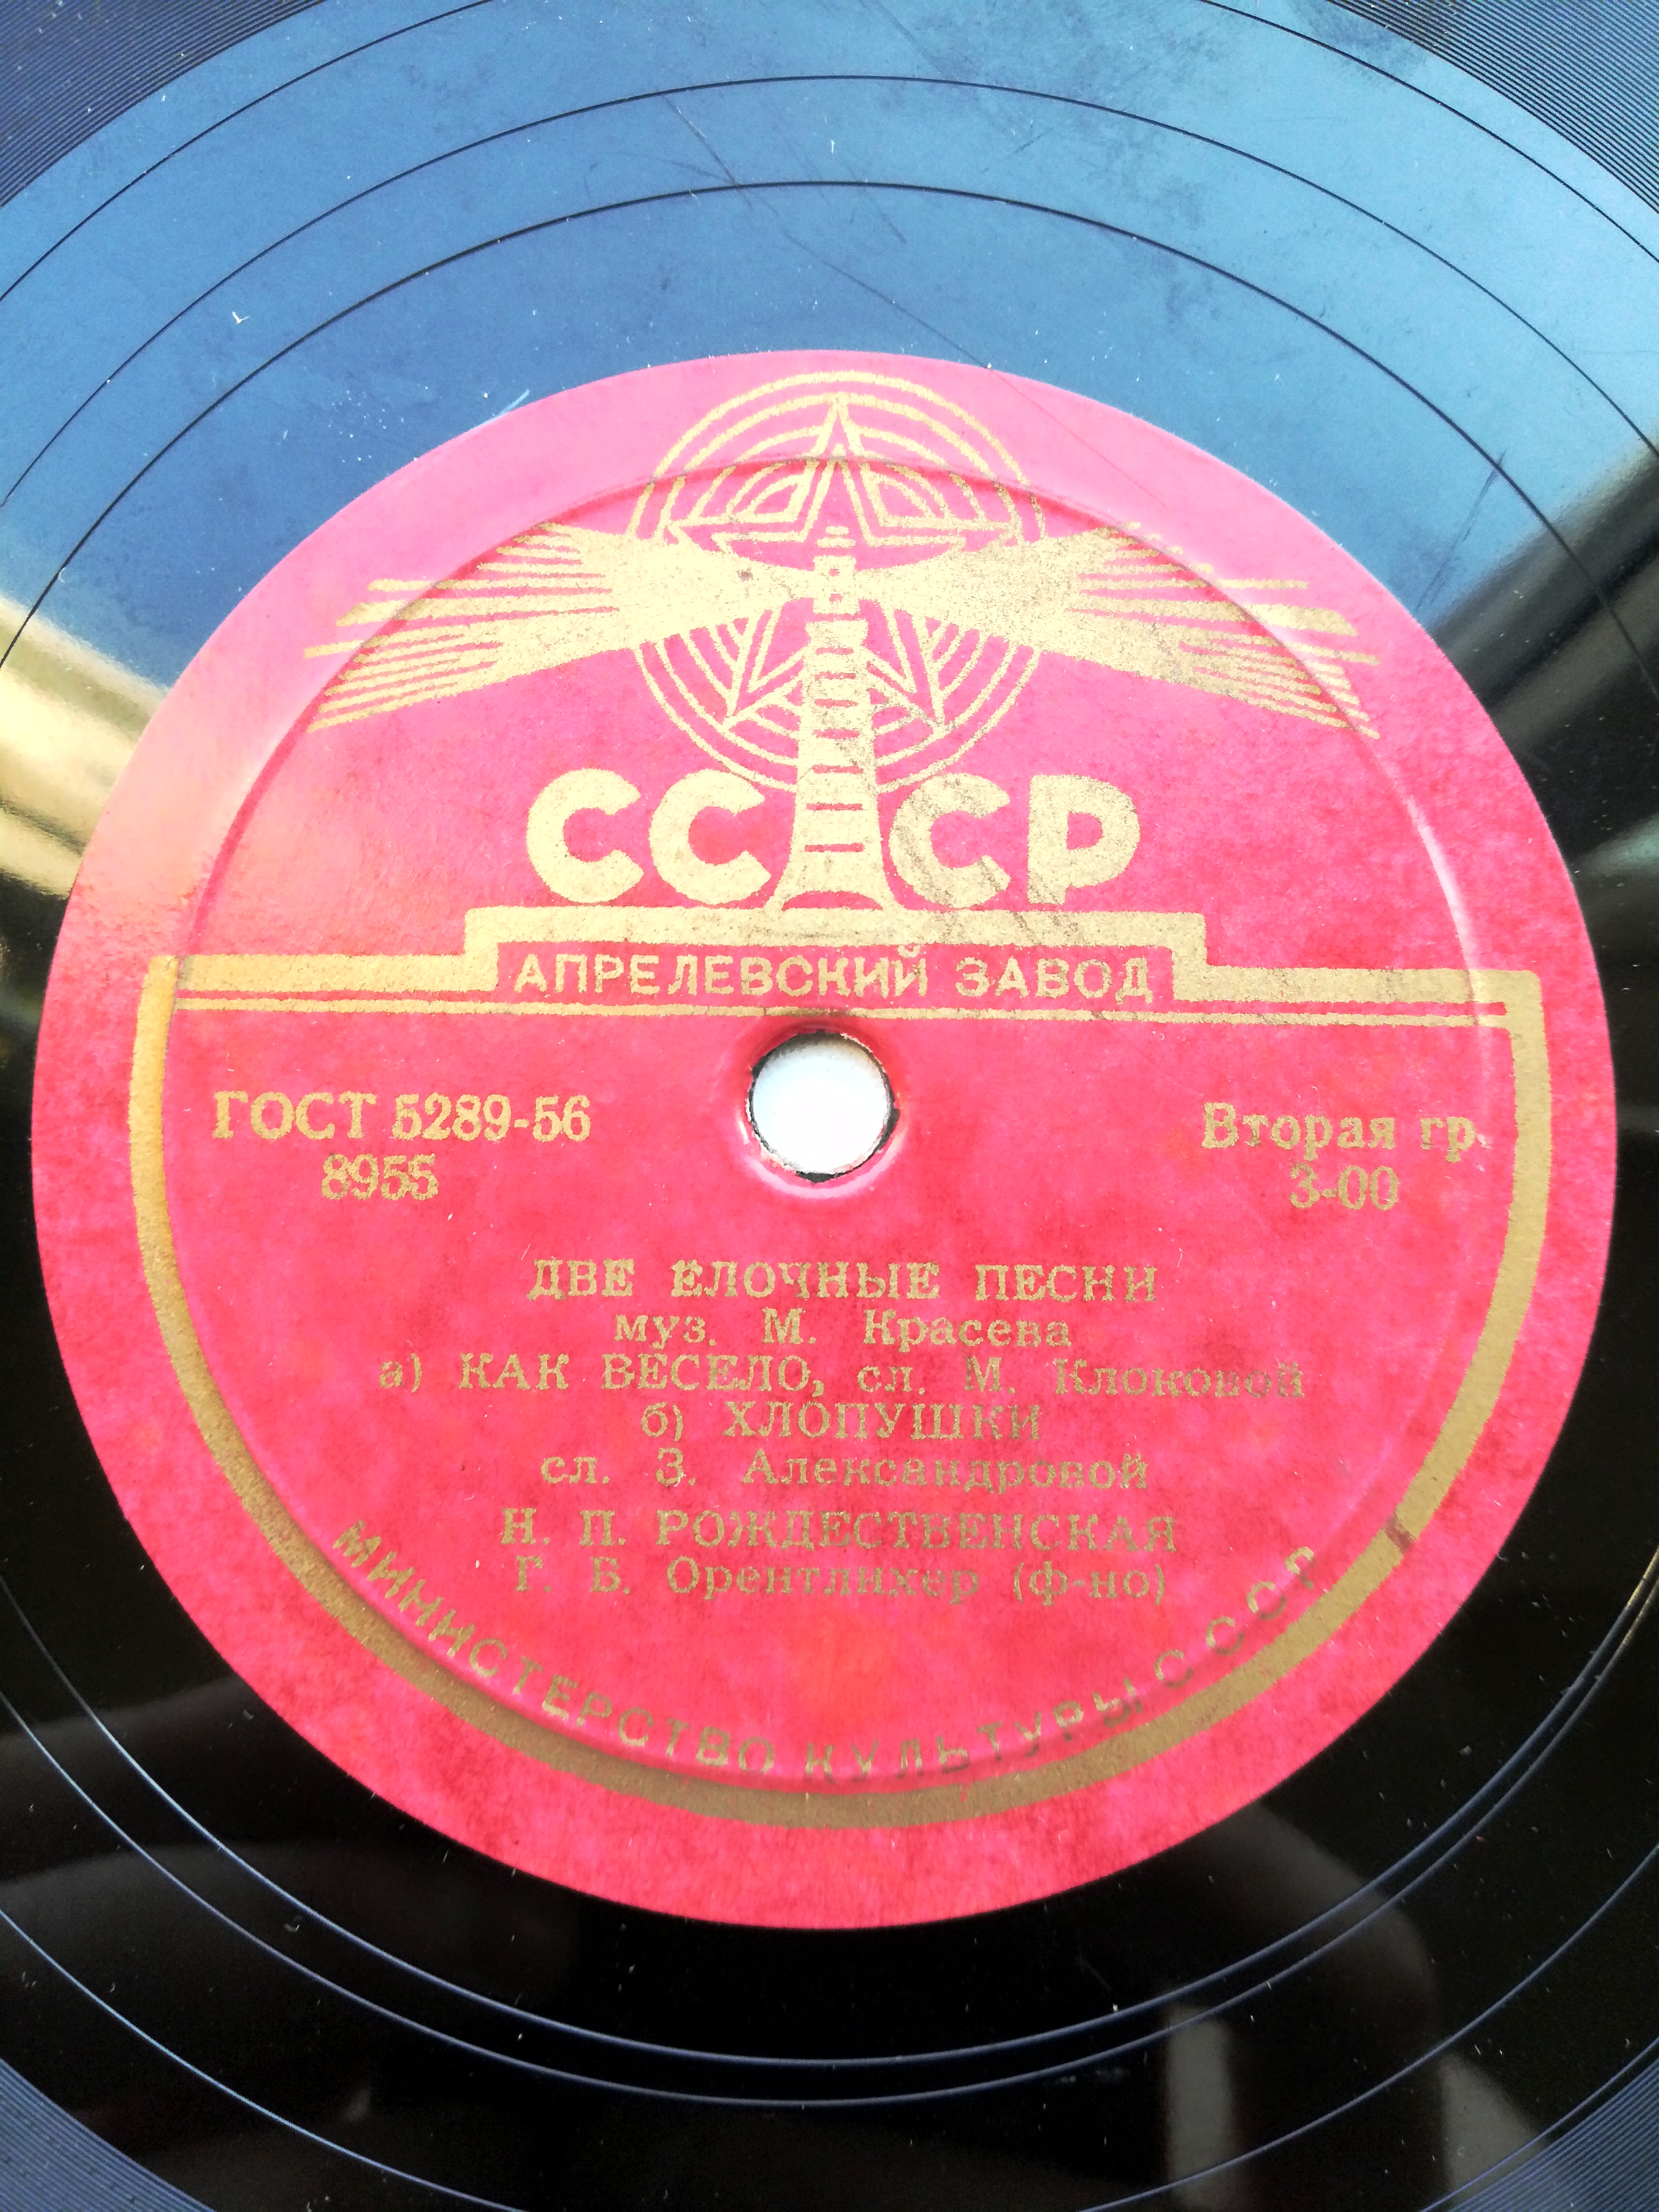 СССР
АПРЕЛЕВСКИЙ ЗАВОД
ГОСТ 5289-56
8955
Вторая гр.
3-00
ДВЕ ЕЛОЧНЫЕ ПЕСНИ
муз. М. Красева
а) КАК ВЕСЕЛО, сл. М. Клоковой
б) ХЛОПУШКИ
сл. З. Александровой
Н. П. РОЖДЕСТВЕНСКАЯ
Г. Б. Орентлихер (ф-но)
МИНИСТЕРСТВО КУЛЬТУРЫ СССР